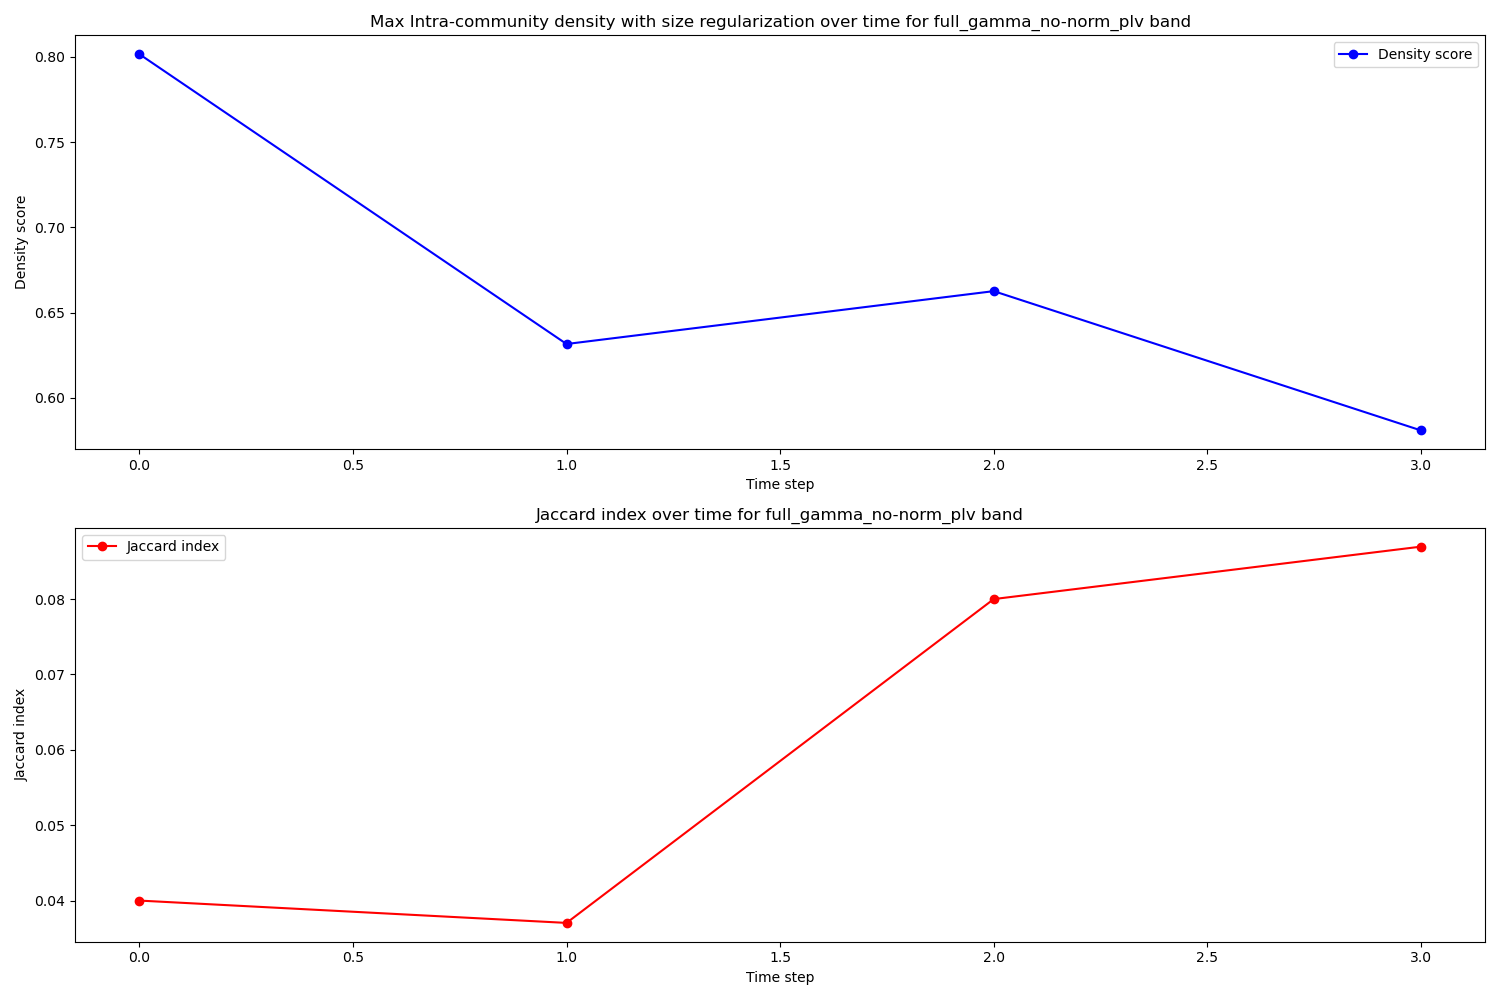 Max Intra-community density with size regularization over time for full_gamma_no-norm_plv band
Density score
0.80
0.75
0.70
0.65
0.60
Density score
0.0 0.5 1.0 1.5 2.0 2.5 3.0
Time step
Jaccard index over time for full_gamma_no-norm_plv band
Jaccard index
0.08
0.07
0.06
0.05
0.04
Jaccard index
0.0 0.5 1.0 1.5 2.0 2.5 3.0
Time step